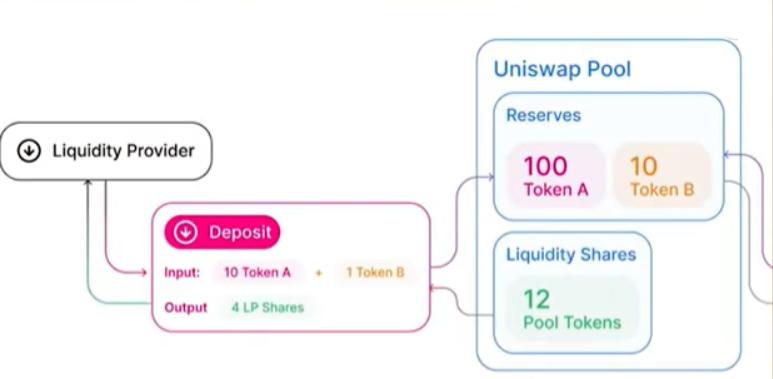 Uniswap Pool
Reserves
100
Token A
10
Token B
Liquidity Provider
Deposit
Input: 10 Token A + 1 Token B
Output 4 LP Shares
Liquidity Shares
12
Pool Tokens